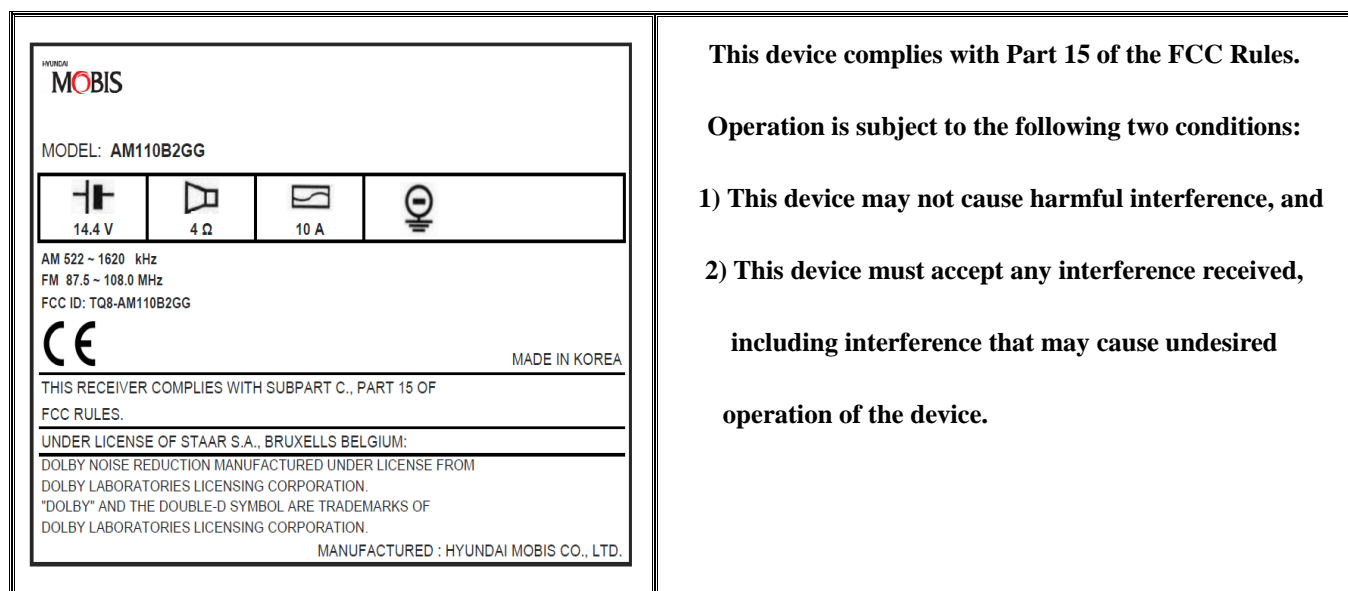 HYUNDAI
MOBIS
MODEL: AM110B2GG
14.4 V
4 Ω
10 A
AM 522 ~ 1620 kHz
FM 87.5 ~ 108.0 MHz
FCC ID: TQ8-AM110B2GG
CE
MADE IN KOREA
THIS RECEIVER COMPLIES WITH SUBPART C., PART 15 OF
FCC RULES.
UNDER LICENSE OF STAAR S.A., BRUXELLS BELGIUM:
DOLBY NOISE REDUCTION MANUFACTURED UNDER LICENSE FROM
DOLBY LABORATORIES LICENSING CORPORATION.
"DOLBY" AND THE DOUBLE-D SYMBOL ARE TRADEMARKS OF
DOLBY LABORATORIES LICENSING CORPORATION.
MANUFACTURED : HYUNDAI MOBIS CO., LTD.
This device complies with Part 15 of the FCC Rules.
Operation is subject to the following two conditions:
1) This device may not cause harmful interference, and
2) This device must accept any interference received,
including interference that may cause undesired
operation of the device.